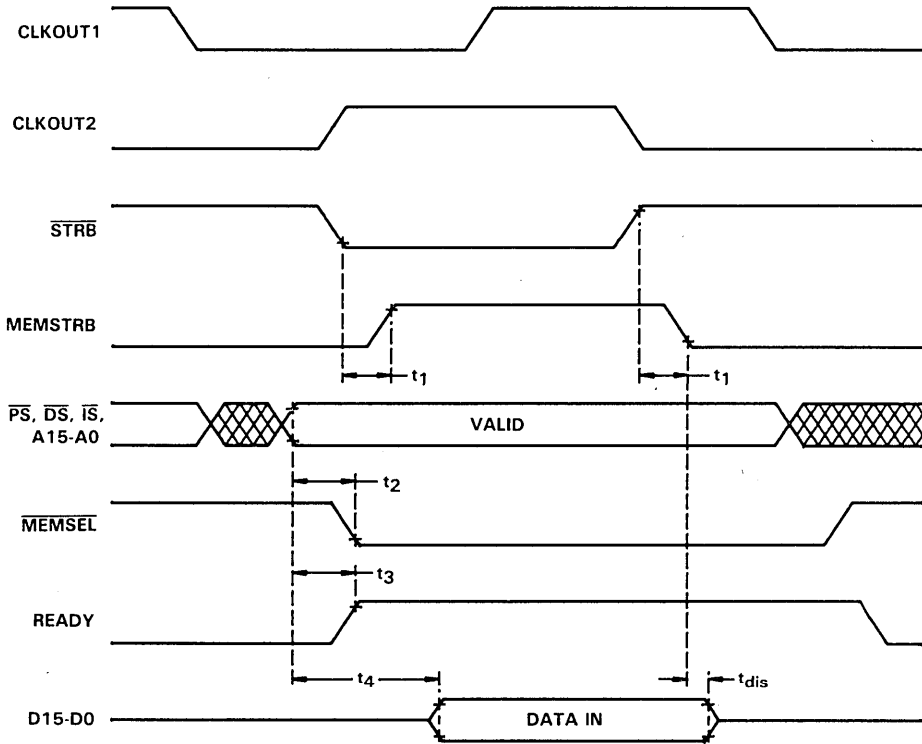 CLKOUT1
CLKOUT2
STRB
MEMSTRB
t1 t1
PS, DS, IS,
A15-A0
VALID
t2
MEMSEL
t3
READY
t4 tdis
D15-D0 DATA IN